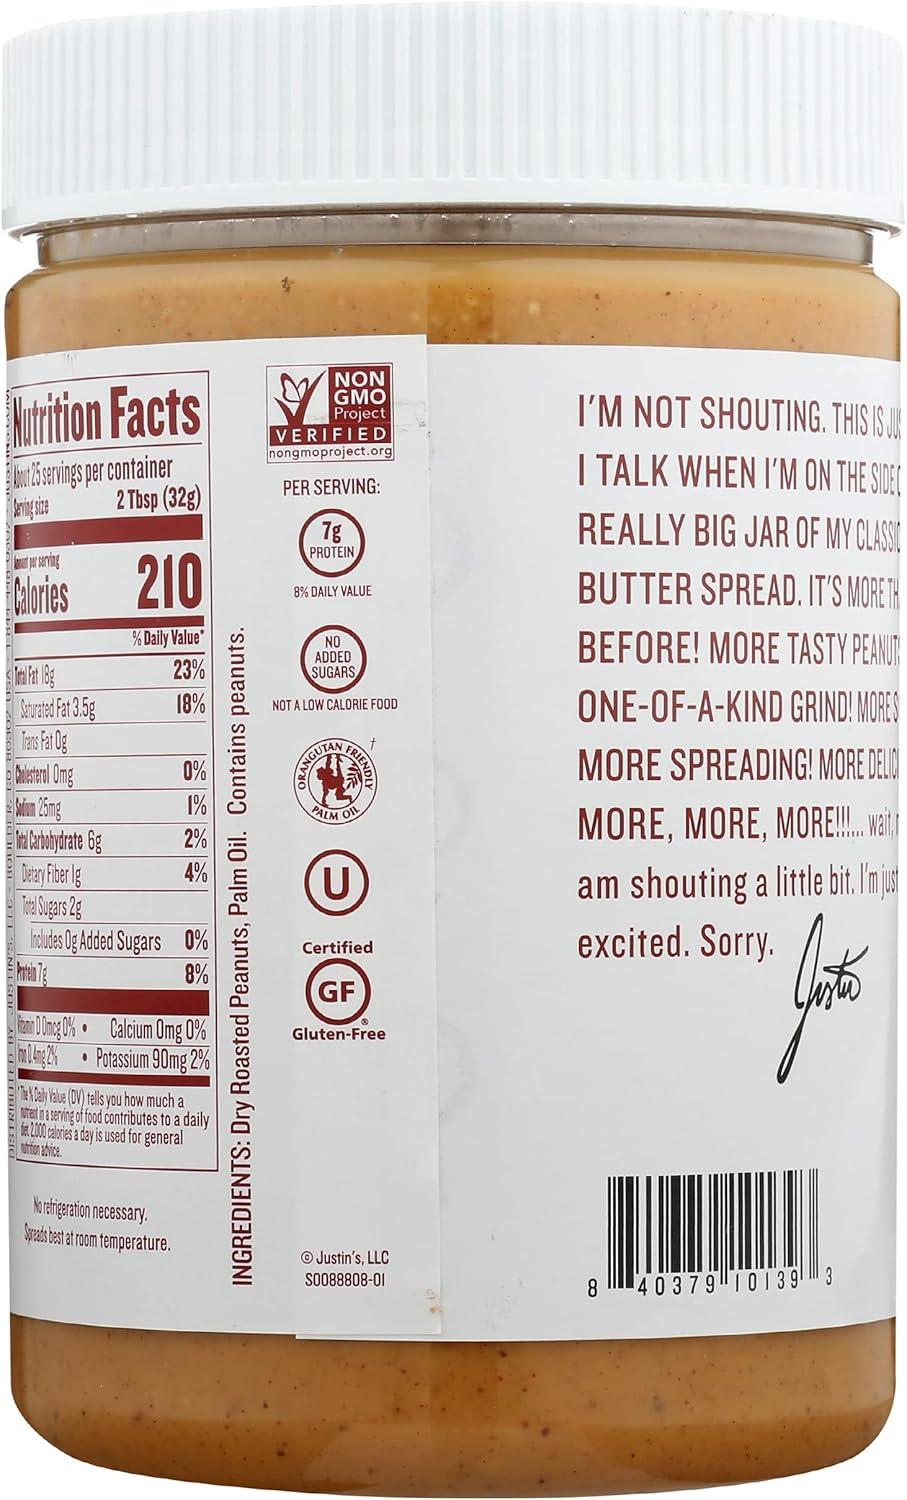 Nutrition Facts
About 25 servings per container
Serving size 2 Tbsp (32g)
Amount per serving
Calories 210
% Daily Value*
Total Fat 18g 23%
Saturated Fat 3.5g 18%
Trans Fat 0g
Cholesterol 0mg 0%
Sodium 25mg 1%
Total Carbohydrate 6g 2%
Dietary Fiber 1g 4%
Total Sugars 2g
Includes 0g Added Sugars 0%
Protein 7g 8%
Vitamin D 0mcg 0% • Calcium 0mg 0%
Iron 0.4mg 2% • Potassium 90mg 2%
*The % Daily Value (DV) tells you how much a
nutrient in a serving of food contributes to a daily
diet. 2,000 calories a day is used for general
nutrition advice.
No refrigeration necessary.
Spreads best at room temperature.
DISTRIBUTED BY JUSTIN'S, LLC • BOULDER, CO 80302 USA
INGREDIENTS: Dry Roasted Peanuts, Palm Oil. Contains peanuts.
NON
GMO
Project
VERIFIED
nongmoproject.org
PER SERVING:
7g
PROTEIN
8% DAILY VALUE
NO
ADDED
SUGARS
NOT A LOW CALORIE FOOD
ORANGUTAN FRIENDLY †
PALM OIL
U
Certified
GF
®
Gluten-Free
© Justin's, LLC
S0088808-01
I'M NOT SHOUTING. THIS IS
I TALK WHEN I'M ON THE SIDE
REALLY BIG JAR OF MY
BUTTER SPREAD. IT'S MORE
BEFORE! MORE TASTY
ONE-OF-A-KIND GRIND! MORE
MORE SPREADING! MORE
MORE, MORE, MORE!!!... wait,
am shouting a little bit. I'm
excited. Sorry.
Justin
8 40379 10139 3